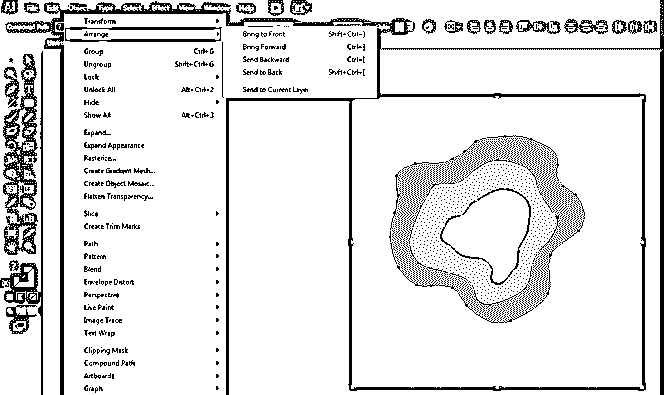 Transform
Arrange
Bring to Front Shift+Ctrl+]
Bring Forward Ctrl+]
Send Backward Ctrl+[
Send to Back Shift+Ctrl+[
Send to Current Layer
Group Ctrl+G
Ungroup Shift+Ctrl+G
Lock
Unlock All Alt+Ctrl+2
Hide
Show All Alt+Ctrl+3
Expand...
Expand Appearance
Rasterize...
Create Gradient Mesh...
Create Object Mosaic...
Flatten Transparency...
Slice
Create Trim Marks
Path
Pattern
Blend
Envelope Distort
Perspective
Live Paint
Image Trace
Text Wrap
Clipping Mask
Compound Path
Artboards
Graph